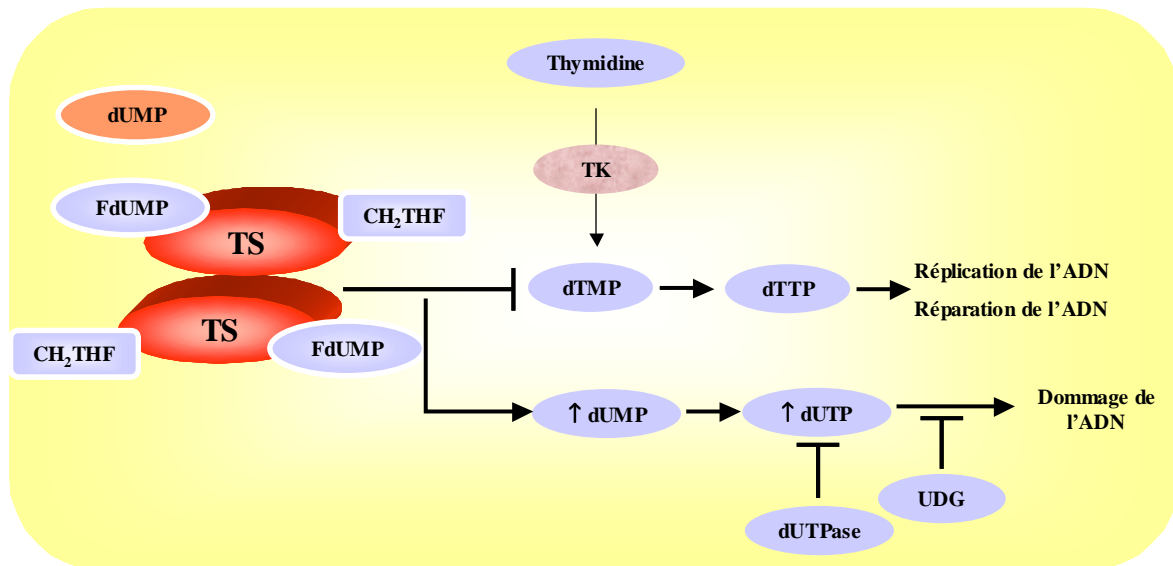 Thymidine
dUMP
TK
FdUMP
CH₂THF
TS
dTMP
dTTP
Réplication de l'ADN
Réparation de l'ADN
TS
CH₂THF
FdUMP
↑ dUMP
↑ dUTP
Dommage de
l'ADN
UDG
dUTPase